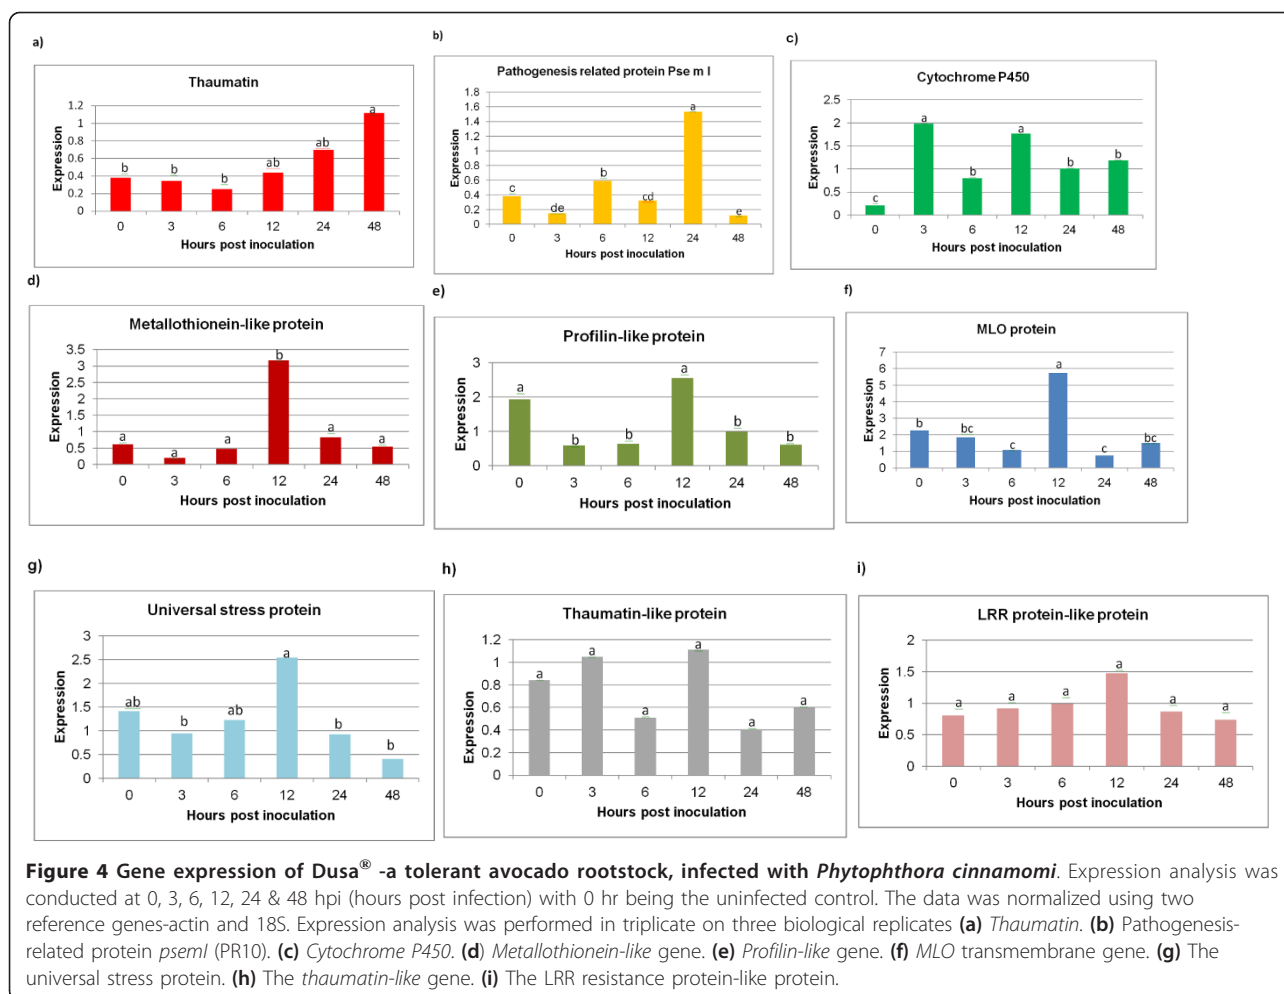 a)
Thaumatin
Expression
1.2
1
0.8
0.6
0.4
0.2
0
b b b ab ab a
0 3 6 12 24 48
Hours post inoculation
b)
Pathogenesis related protein Pse m I
Expression
1.8
1.6
1.4
1.2
1
0.8
0.6
0.4
0.2
0
c de b cd a e
0 3 6 12 24 48
Hours post inoculation
c)
Cytochrome P450
Expression
2.5
2
1.5
1
0.5
0
c a b a b b
0 3 6 12 24 48
Hours post inoculation
d)
Metallothionein-like protein
Expression
3.5
3
2.5
2
1.5
1
0.5
0
a a a b a a
0 3 6 12 24 48
Hours post inoculation
e)
Profilin-like protein
Expression
3
2
1
0
a b b a b b
0 3 6 12 24 48
Hours post inoculation
f)
MLO protein
Expression
7
6
5
4
3
2
1
0
b bc c a c bc
0 3 6 12 24 48
Hours post inoculation
g)
Universal stress protein
Expression
3
2.5
2
1.5
1
0.5
0
ab b ab a b b
0 3 6 12 24 48
Hours post inoculation
h)
Thaumatin-like protein
Expression
1.2
1
0.8
0.6
0.4
0.2
0
a a a a a a
0 3 6 12 24 48
Hours post inoculation
i)
LRR protein-like protein
Expression
2
1.5
1
0.5
0
a a a a a a
0 3 6 12 24 48
Hours post inoculation
Figure 4 Gene expression of Dusa® -a tolerant avocado rootstock, infected with Phytophthora cinnamomi. Expression analysis was
conducted at 0, 3, 6, 12, 24 & 48 hpi (hours post infection) with 0 hr being the uninfected control. The data was normalized using two
reference genes-actin and 18S. Expression analysis was performed in triplicate on three biological replicates (a) Thaumatin. (b) Pathogenesis-
related protein psemI (PR10). (c) Cytochrome P450. (d) Metallothionein-like gene. (e) Profilin-like gene. (f) MLO transmembrane gene. (g) The
universal stress protein. (h) The thaumatin-like gene. (i) The LRR resistance protein-like protein.